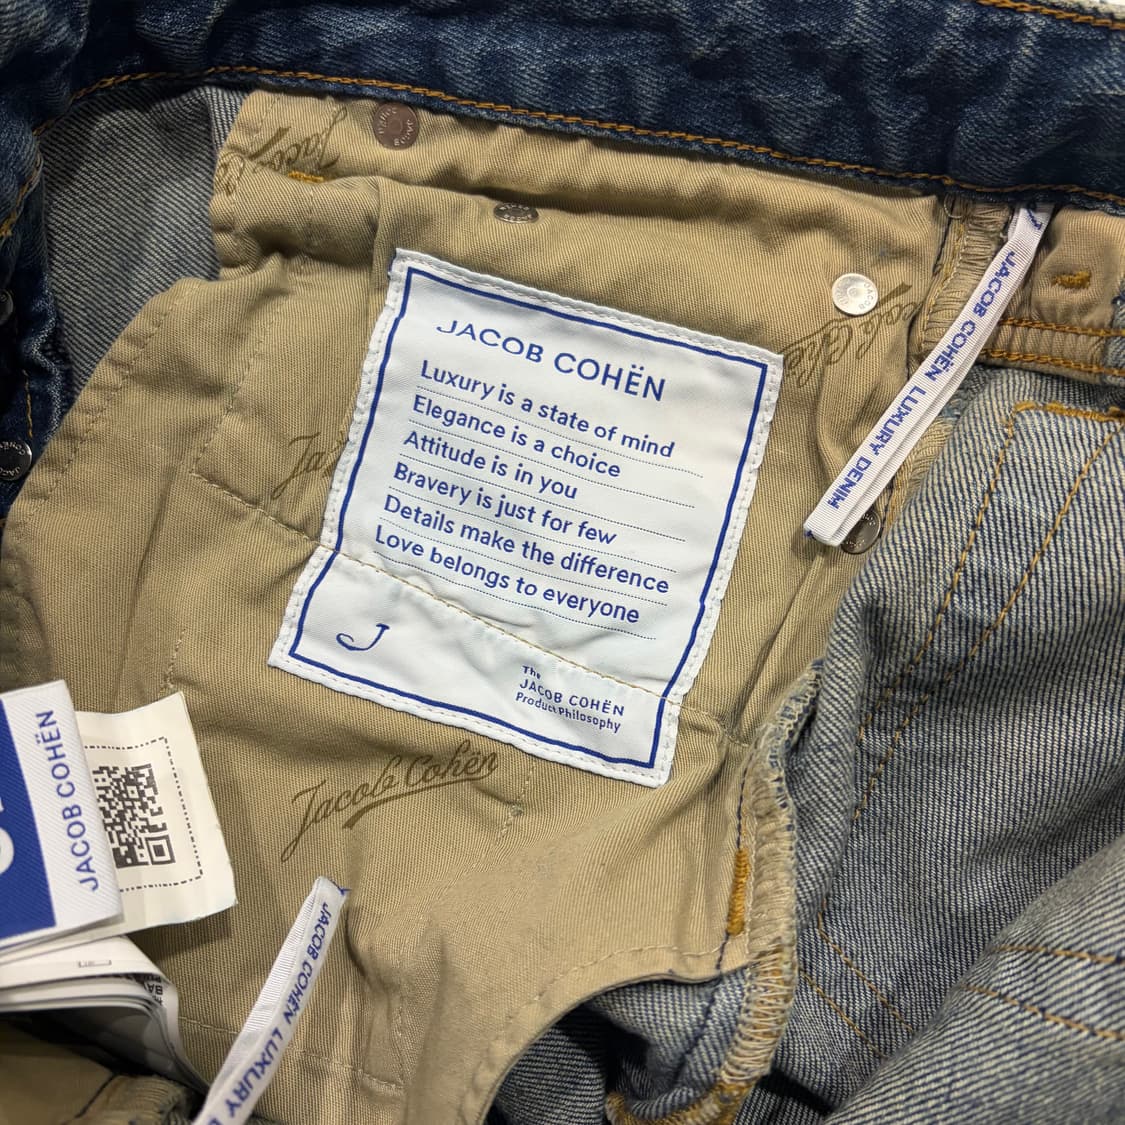 JACOB COHËN
Luxury is a state of mind
Elegance is a choice
Attitude is in you
Bravery is just for few
Details make the difference
Love belongs to everyone
J
The
JACOB COHËN
Product Philosophy
JACOB COHËN LUXURY DENIM
Jacob Cohën
JACOB COHËN
JACOB COHËN LUXURY